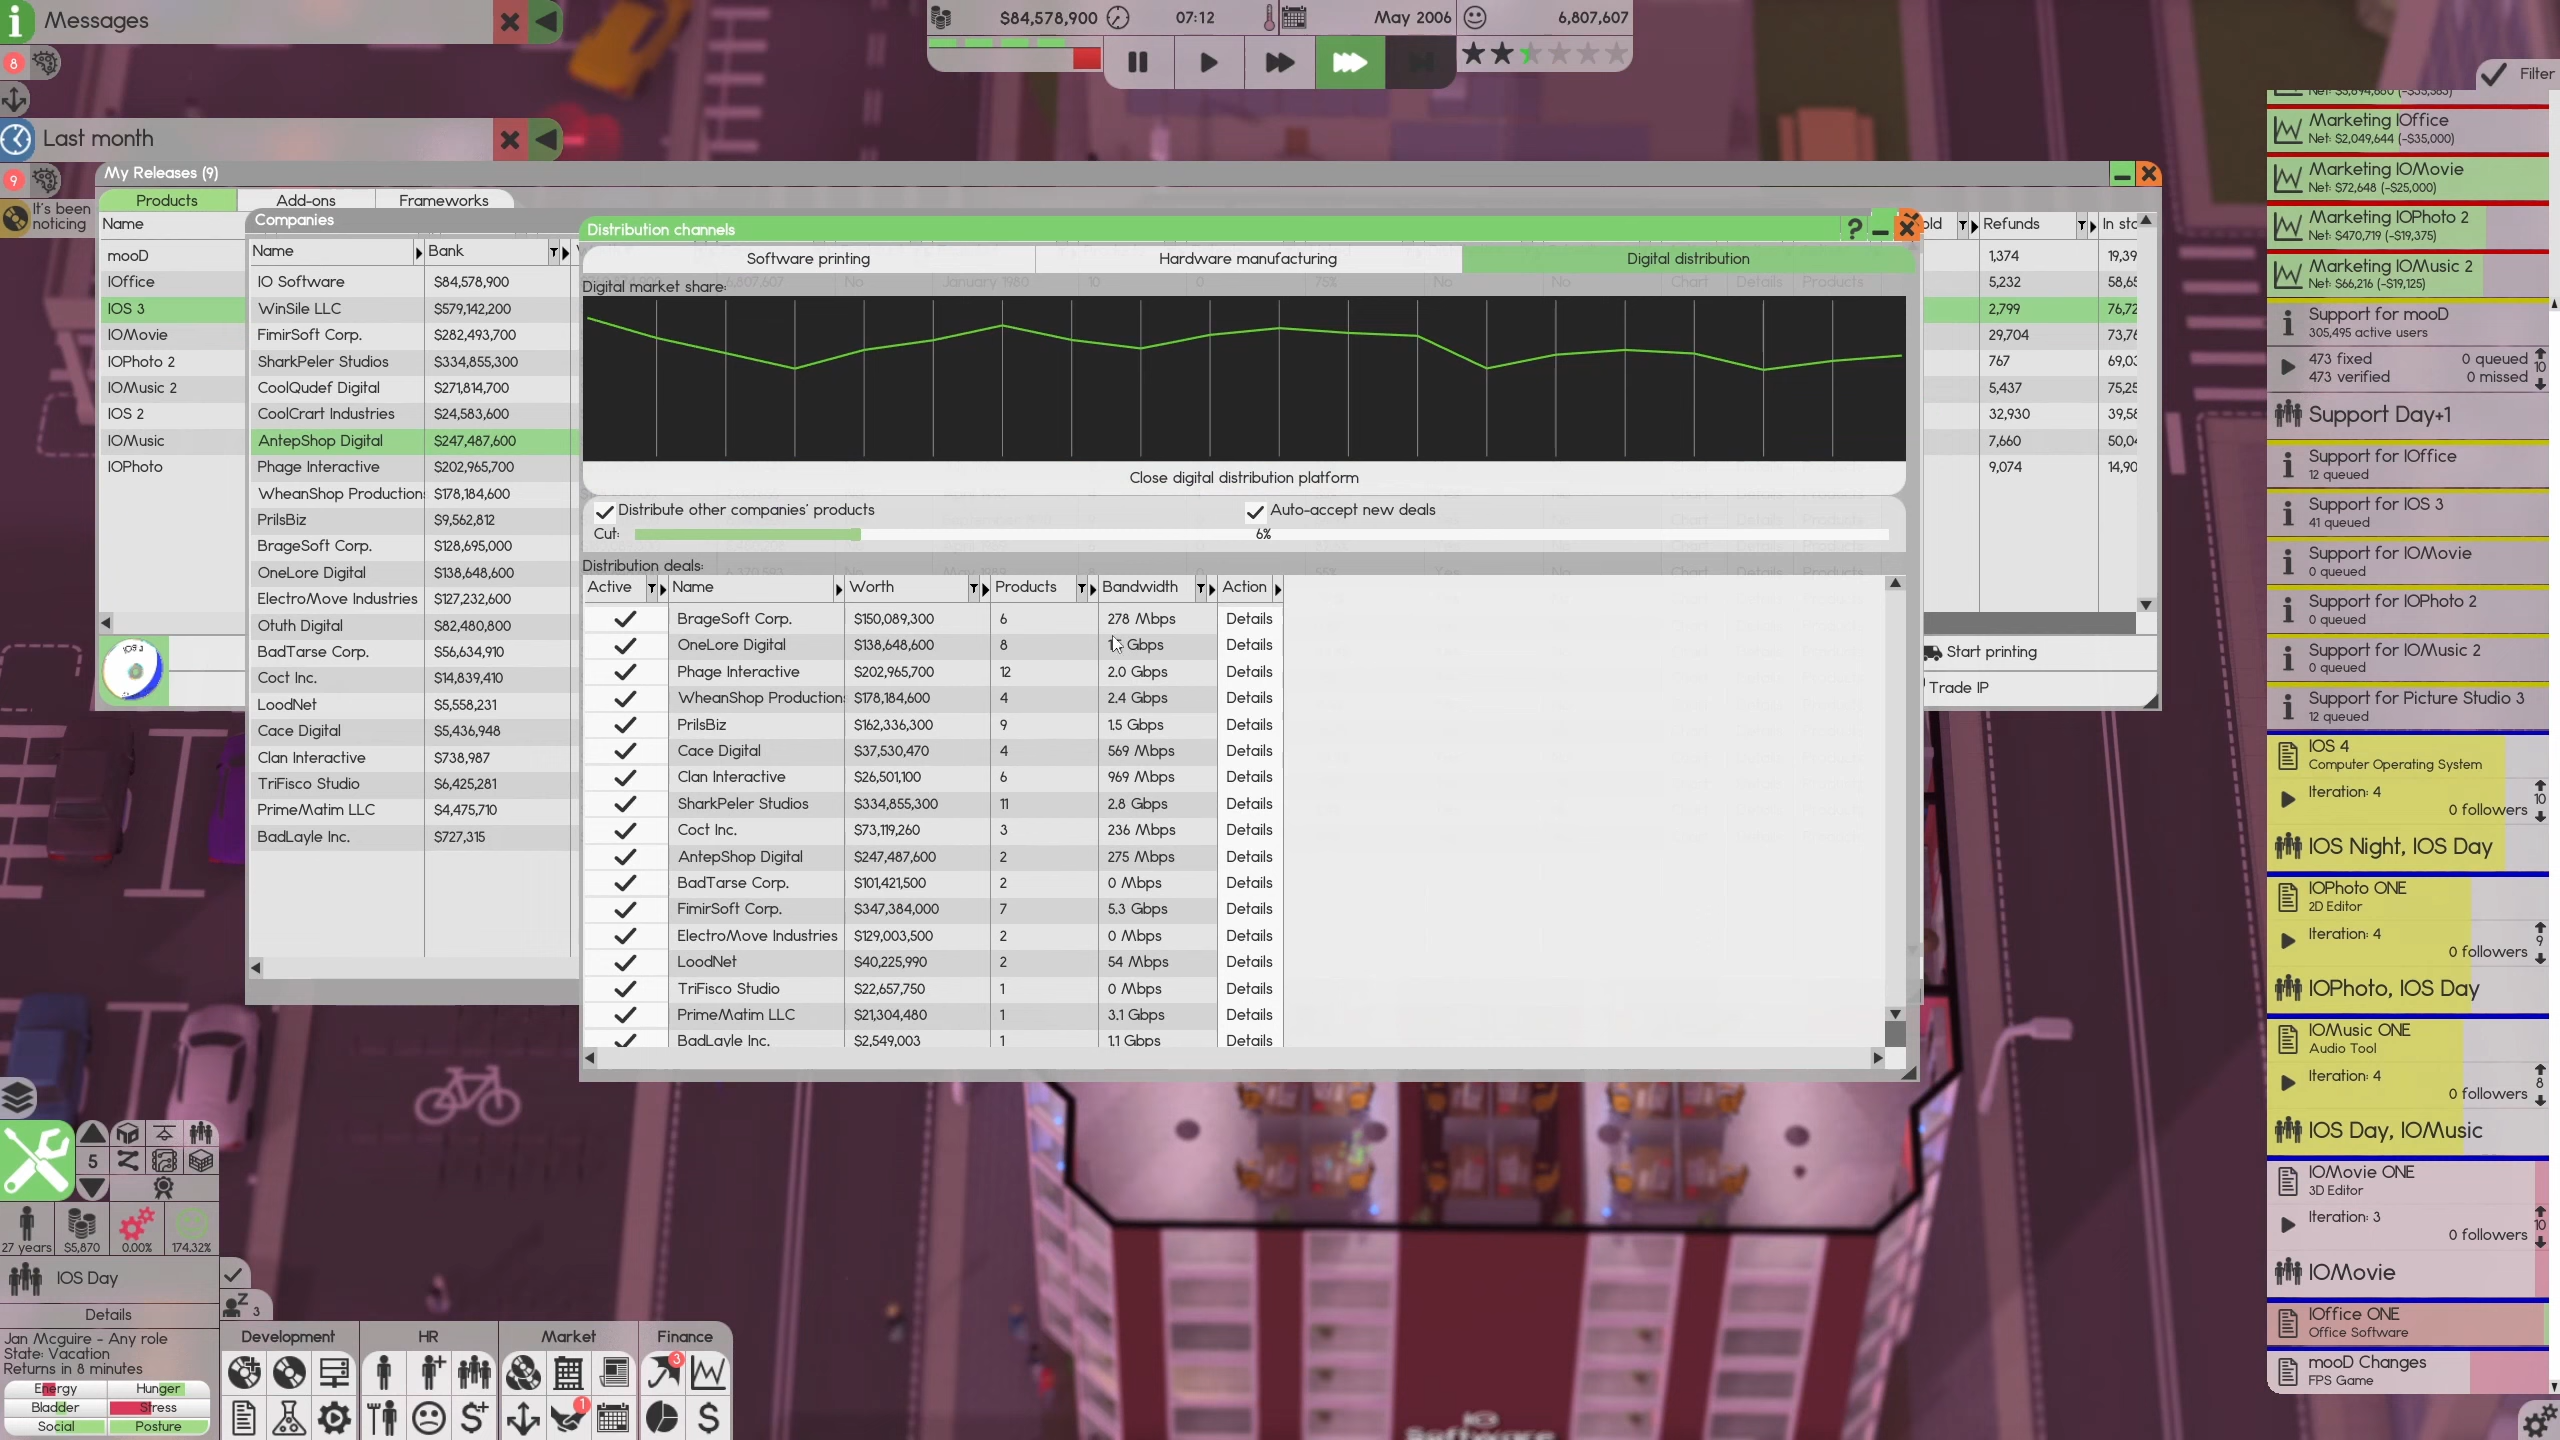 Messages
8
Last month
9
It's been
noticing
$84,578,900
07:12
May 2006
6,807,607
Filter
My Releases (9)
Products
Add-ons
Frameworks
Name
mooD
IOffice
IOS 3
IOMovie
IOPhoto 2
IOMusic 2
IOS 2
IOMusic
IOPhoto
Refunds
1,374
5,232
2,799
29,704
767
5,437
32,930
7,660
9,074
Start printing
Trade IP
Companies
Name Bank
IO Software $84,578,900
WinSile LLC $579,142,200
FimirSoft Corp. $282,493,700
SharkPeler Studios $334,855,300
CoolQudef Digital $271,814,700
CoolCrart Industries $24,583,600
AntepShop Digital $247,487,600
Phage Interactive $202,965,700
WheanShop Production $178,184,600
PrilsBiz $9,562,812
BrageSoft Corp. $128,695,000
OneLore Digital $138,648,600
ElectroMove Industries $127,232,600
Otuth Digital $82,480,800
BadTarse Corp. $56,634,910
Coct Inc. $14,839,410
LoodNet $5,558,231
Cace Digital $5,436,948
Clan Interactive $738,987
TriFisco Studio $6,425,281
PrimeMatim LLC $4,475,710
BadLayle Inc. $727,315
Distribution channels
?
Software printing
Hardware manufacturing
Digital distribution
Digital market share:
Close digital distribution platform
Distribute other companies' products
Auto-accept new deals
Cut: 6%
Distribution deals:
Active Name Worth Products Bandwidth Action
BrageSoft Corp. $150,089,300 6 278 Mbps Details
OneLore Digital $138,648,600 8 Gbps Details
Phage Interactive $202,965,700 12 2.0 Gbps Details
WheanShop Production $178,184,600 4 2.4 Gbps Details
PrilsBiz $162,336,300 9 1.5 Gbps Details
Cace Digital $37,530,470 4 569 Mbps Details
Clan Interactive $26,501,100 6 969 Mbps Details
SharkPeler Studios $334,855,300 11 2.8 Gbps Details
Coct Inc. $73,119,260 3 236 Mbps Details
AntepShop Digital $247,487,600 2 275 Mbps Details
BadTarse Corp. $101,421,500 2 0 Mbps Details
FimirSoft Corp. $347,384,000 7 5.3 Gbps Details
ElectroMove Industries $129,003,500 2 0 Mbps Details
LoodNet $40,225,990 2 54 Mbps Details
TriFisco Studio $22,657,750 1 0 Mbps Details
PrimeMatim LLC $21,304,480 1 3.1 Gbps Details
BadLayle Inc. $2,549,003 1 1.1 Gbps Details
Marketing IOffice
Net: $2,049,644 (-$35,000)
Marketing IOMovie
Net: $72,648 (-$25,000)
Marketing IOPhoto 2
Net: $470,719 (-$19,375)
Marketing IOMusic 2
Net: $66,216 (-$19,125)
Support for mooD
305,495 active users
473 fixed 0 queued
473 verified 0 missed
10
Support Day+1
Support for IOffice
12 queued
Support for IOS 3
41 queued
Support for IOMovie
0 queued
Support for IOPhoto 2
0 queued
Support for IOMusic 2
0 queued
Support for Picture Studio 3
12 queued
IOS 4
Computer Operating System
Iteration: 4
10
0 followers
IOS Night, IOS Day
IOPhoto ONE
2D Editor
Iteration: 4
9
0 followers
IOPhoto, IOS Day
IOMusic ONE
Audio Tool
Iteration: 4
8
0 followers
IOS Day, IOMusic
IOMovie ONE
3D Editor
Iteration: 3
10
0 followers
IOMovie
IOffice ONE
Office Software
mooD Changes
FPS Game
5
27 years
$5,870
0.00%
174.32%
IOS Day
Details
Jan Mcguire - Any role
State: Vacation
Returns in 8 minutes
Energy Hunger
Bladder Stress
Social Posture
Z 3
Development
HR
Market
Finance
3
1
Software